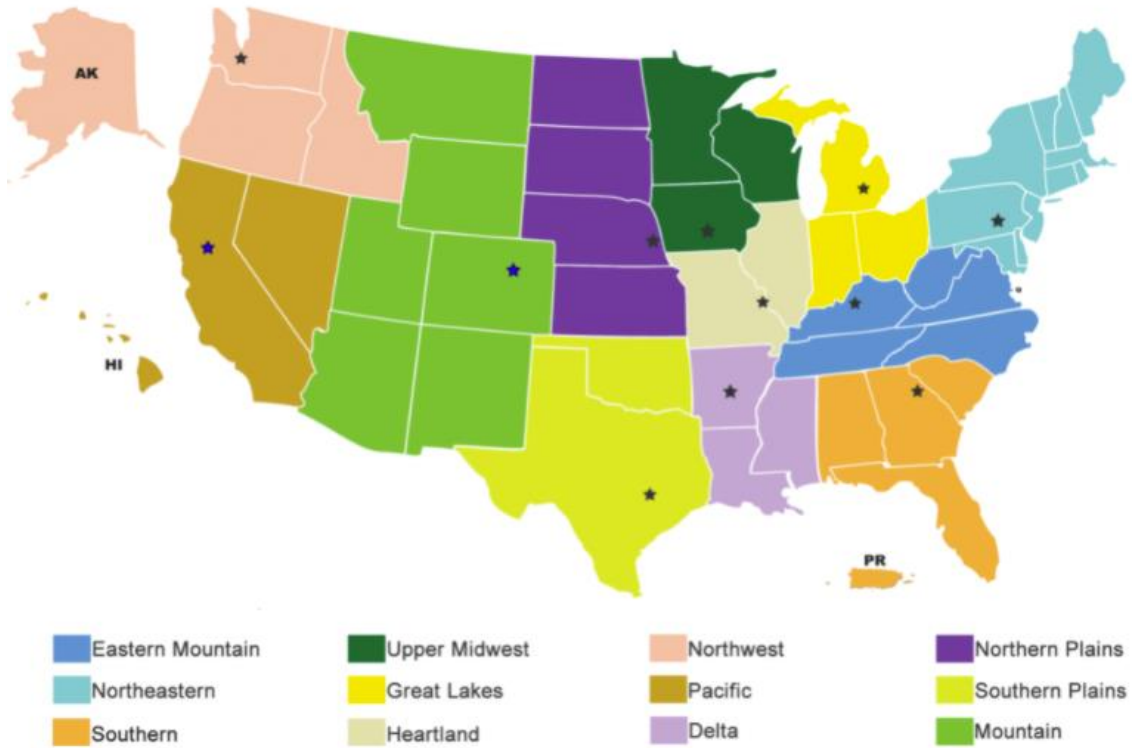 AK
HI
PR
Eastern Mountain
Upper Midwest
Northwest
Northern Plains
Northeastern
Great Lakes
Pacific
Southern Plains
Southern
Heartland
Delta
Mountain